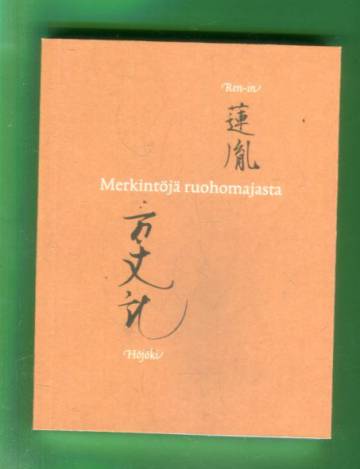 Ren-in
蓮胤
Merkintöjä ruohomajasta
方丈記
Hōjōki